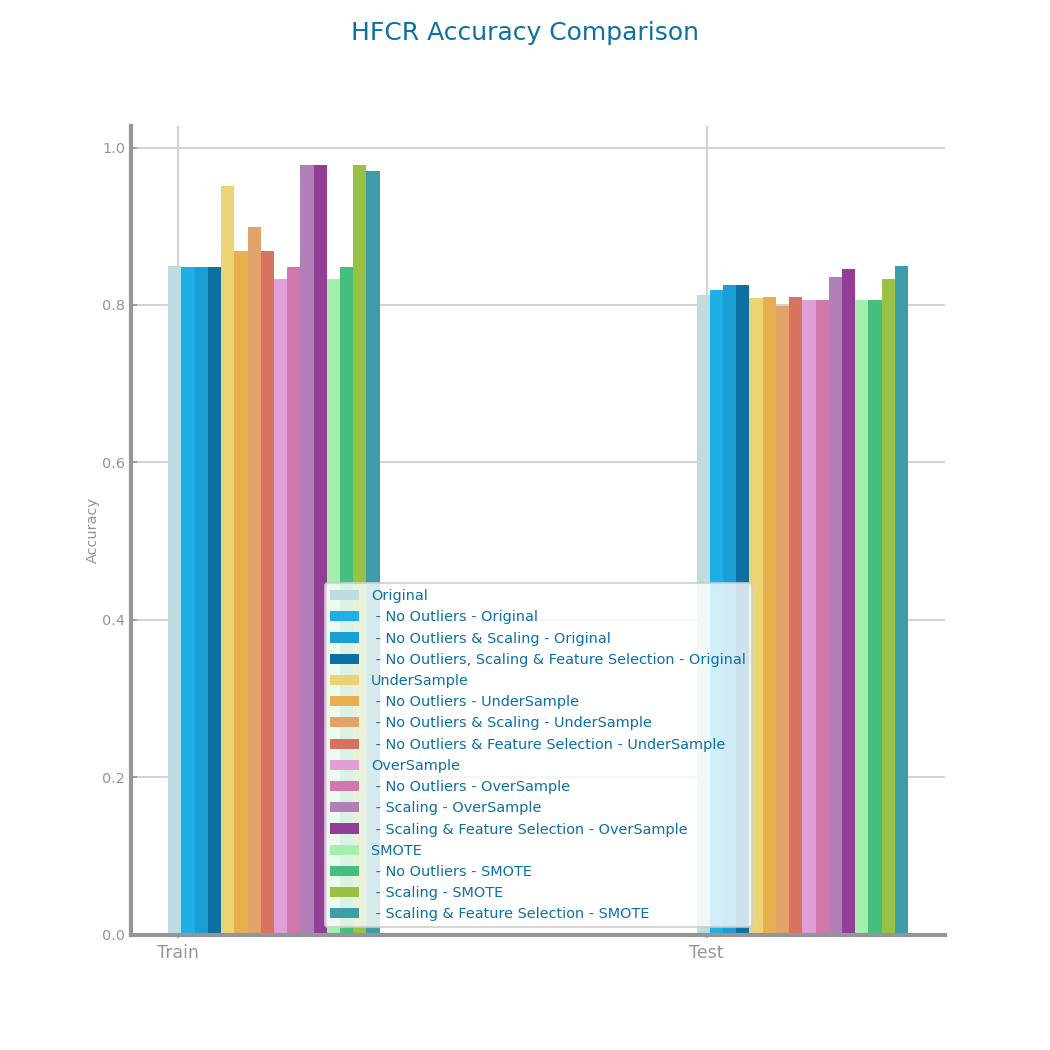 HFCR Accuracy Comparison
1.0
0.8
0.6
0.4
0.2
0.0
Accuracy
Original
- No Outliers - Original
- No Outliers & Scaling - Original
- No Outliers, Scaling & Feature Selection - Original
UnderSample
- No Outliers - UnderSample
- No Outliers & Scaling - UnderSample
- No Outliers & Feature Selection - UnderSample
OverSample
- No Outliers - OverSample
- Scaling - OverSample
- Scaling & Feature Selection - OverSample
SMOTE
- No Outliers - SMOTE
- Scaling - SMOTE
- Scaling & Feature Selection - SMOTE
Train
Test